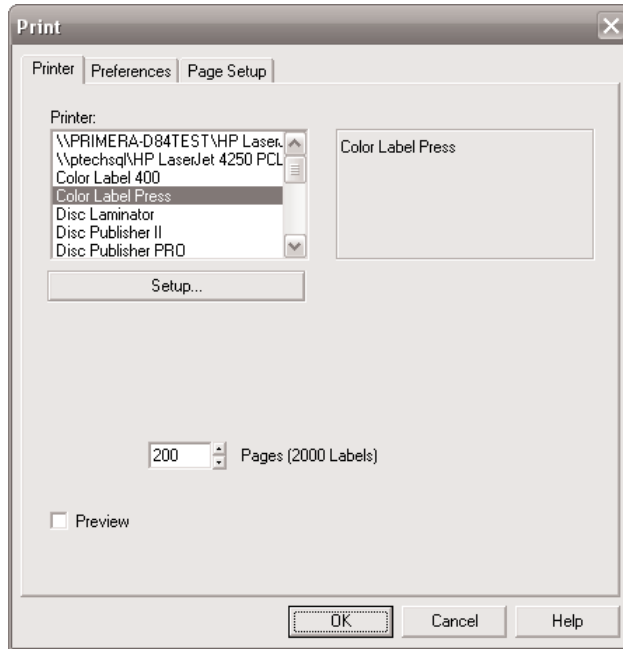 Print
Printer Preferences Page Setup
Printer:
\\PRIMERA-D84TEST\HP LaserJ
\\ptechsql\HP LaserJet 4250 PCL
Color Label 400
Color Label Press
Disc Laminator
Disc Publisher II
Disc Publisher PRO
Color Label Press
Setup...
200 Pages (2000 Labels)
Preview
OK Cancel Help